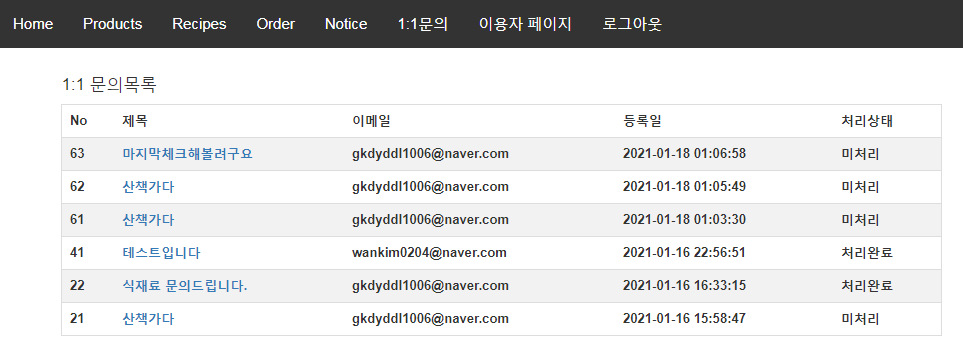 Home Products Recipes Order Notice 1:1문의 이용자 페이지 로그아웃
1:1 문의목록
No 제목 이메일 등록일 처리상태
63 마지막체크해볼려구요 gkdyddl1006@naver.com 2021-01-18 01:06:58 미처리
62 산책가다 gkdyddl1006@naver.com 2021-01-18 01:05:49 미처리
61 산책가다 gkdyddl1006@naver.com 2021-01-18 01:03:30 미처리
41 테스트입니다 wankim0204@naver.com 2021-01-16 22:56:51 처리완료
22 식재료 문의드립니다. gkdyddl1006@naver.com 2021-01-16 16:33:15 처리완료
21 산책가다 gkdyddl1006@naver.com 2021-01-16 15:58:47 미처리